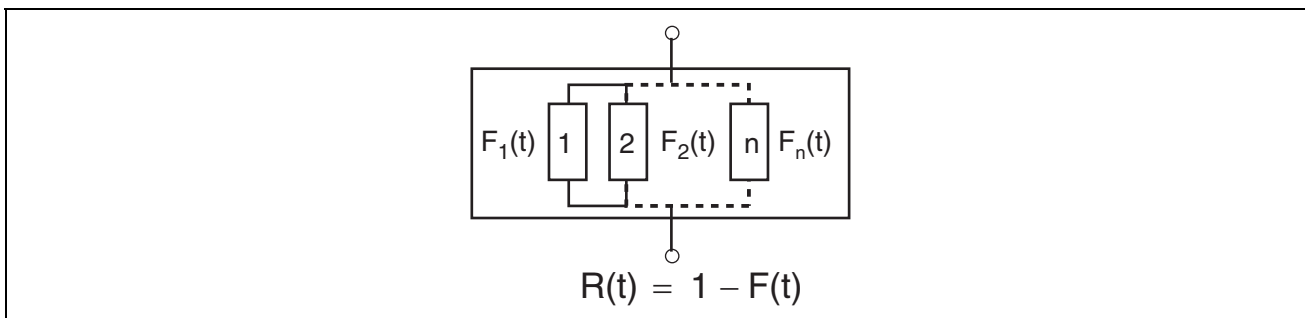 F1(t) 1 2 F2(t) n Fn(t)
R(t) = 1 – F(t)